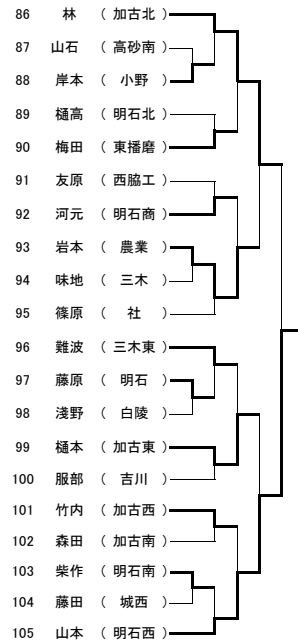 86 林 ( 加古北 )
87 山石 ( 高砂南 )
88 岸本 ( 小野 )
89 樋高 ( 明石北 )
90 梅田 ( 東播磨 )
91 友原 ( 西脇工 )
92 河元 ( 明石商 )
93 岩本 ( 農業 )
94 味地 ( 三木 )
95 篠原 ( 社 )
96 難波 ( 三木東 )
97 藤原 ( 明石 )
98 淺野 ( 白陵 )
99 樋本 ( 加古東 )
100 服部 ( 吉川 )
101 竹内 ( 加古西 )
102 森田 ( 加古南 )
103 柴作 ( 明石南 )
104 藤田 ( 城西 )
105 山本 ( 明石西 )